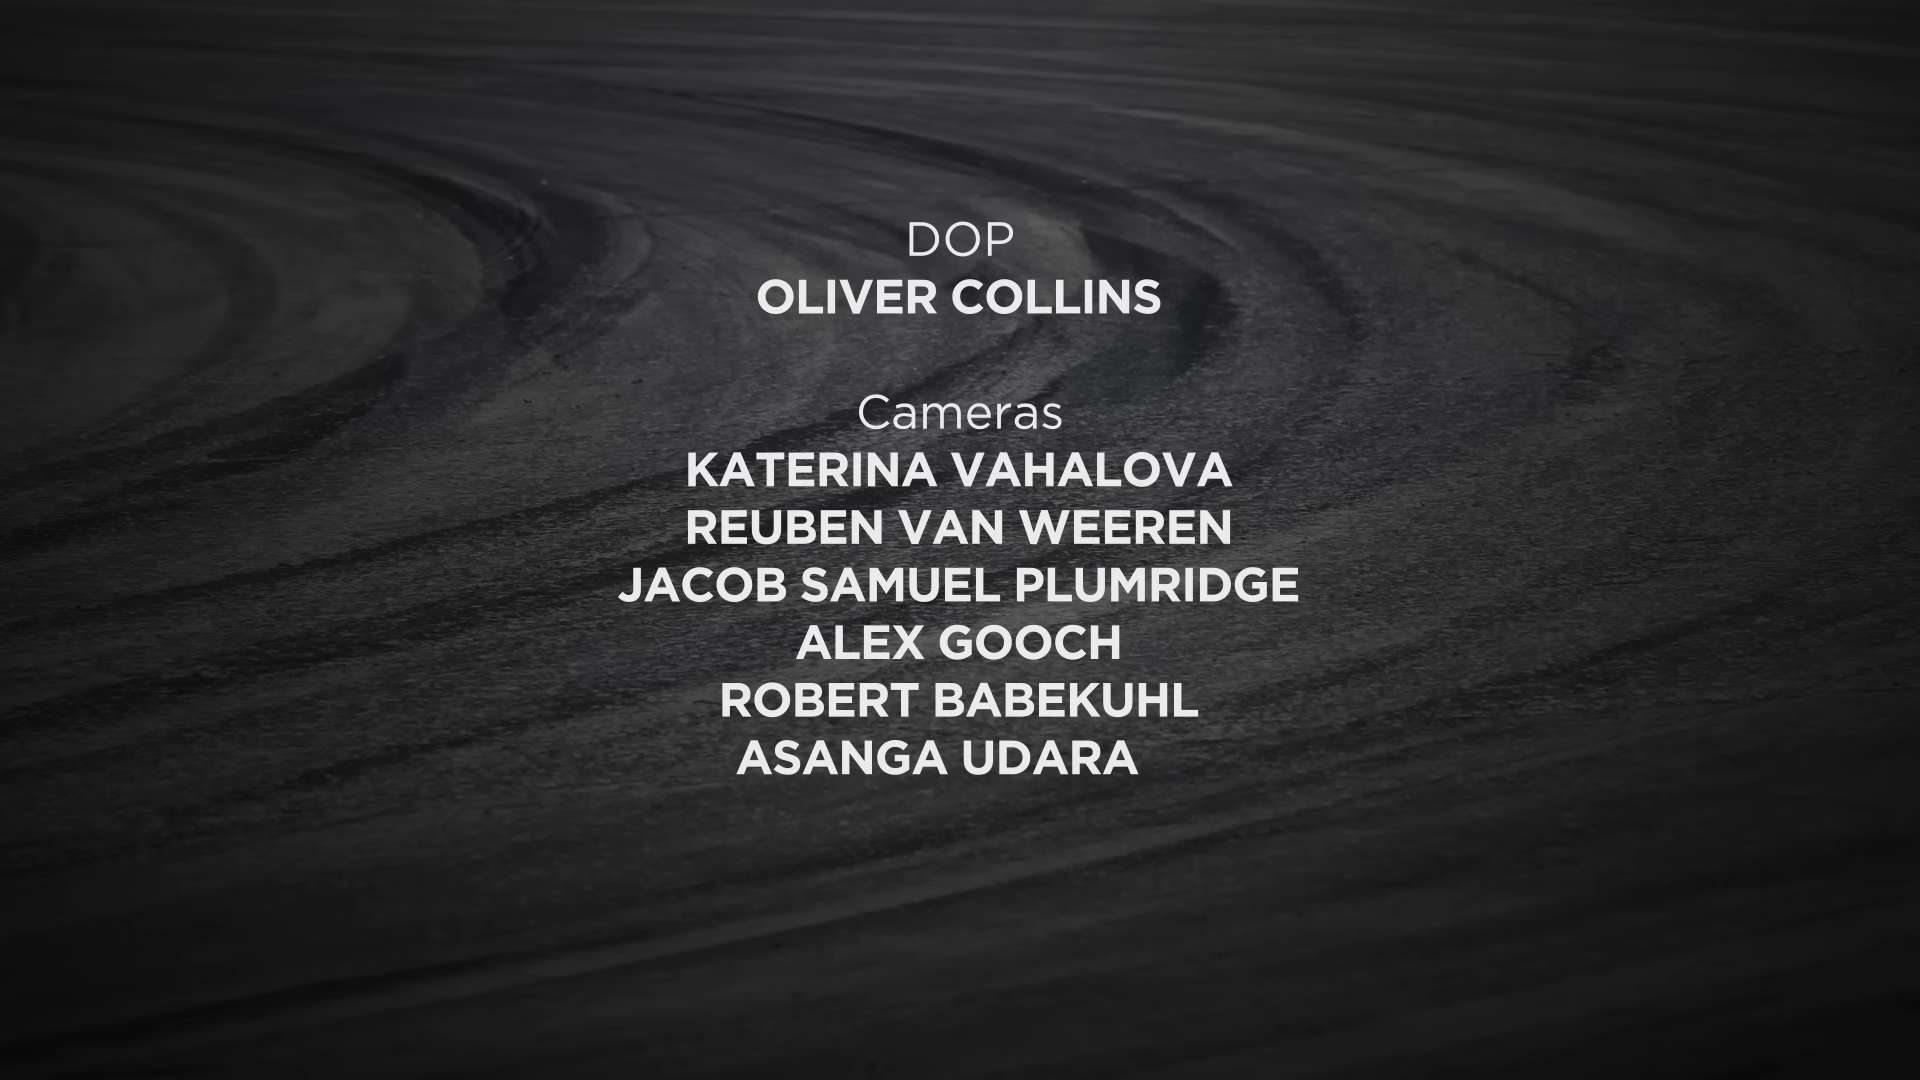 DOP
OLIVER COLLINS
Cameras
KATERINA VAHALOVA
REUBEN VAN WEEREN
JACOB SAMUEL PLUMRIDGE
ALEX GOOCH
ROBERT BABEKUHL
ASANGA UDARA